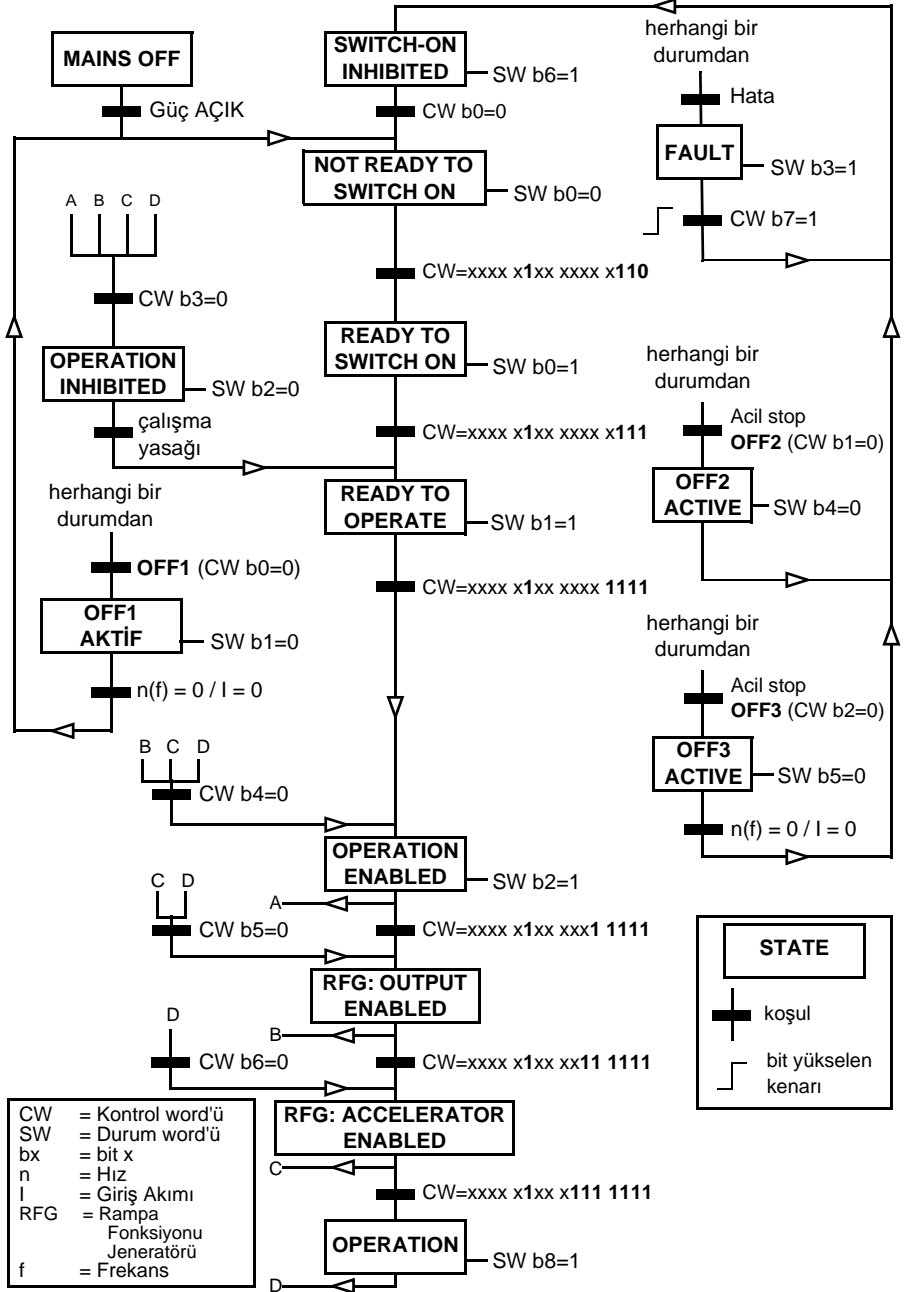 MAINS OFF
Güç AÇIK
SWITCH-ON
INHIBITED
SW b6=1
CW b0=0
NOT READY TO
SWITCH ON
SW b0=0
CW=xxxx x1xx xxxx x110
READY TO
SWITCH ON
SW b0=1
CW=xxxx x1xx xxxx x111
READY TO
OPERATE
SW b1=1
CW=xxxx x1xx xxxx 1111
A B C D
CW b3=0
OPERATION
INHIBITED
SW b2=0
çalışma
yasağı
herhangi bir
durumdan
OFF1 (CW b0=0)
OFF1
AKTİF
SW b1=0
n(f) = 0 / I = 0
B C D
CW b4=0
OPERATION
ENABLED
SW b2=1
A
C D
CW b5=0
CW=xxxx x1xx xxx1 1111
RFG: OUTPUT
ENABLED
B
D
CW b6=0
CW=xxxx x1xx xx11 1111
RFG: ACCELERATOR
ENABLED
C
CW=xxxx x1xx x111 1111
OPERATION
SW b8=1
D
herhangi bir
durumdan
Hata
FAULT
SW b3=1
CW b7=1
herhangi bir
durumdan
Acil stop
OFF2 (CW b1=0)
OFF2
ACTIVE
SW b4=0
herhangi bir
durumdan
Acil stop
OFF3 (CW b2=0)
OFF3
ACTIVE
SW b5=0
n(f) = 0 / I = 0
STATE
koşul
bit yükselen
kenarı
CW = Kontrol word'ü
SW = Durum word'ü
bx = bit x
n = Hız
I = Giriş Akımı
RFG = Rampa
Fonksiyonu
Jeneratörü
f = Frekans